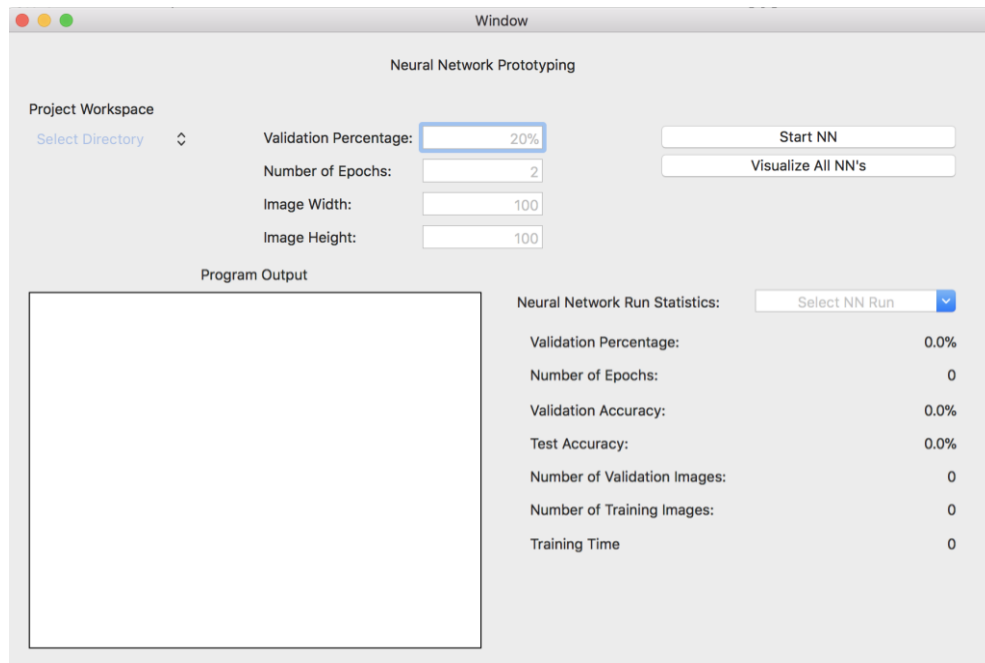 Window
Neural Network Prototyping
Project Workspace
Select Directory
Validation Percentage: 20%
Number of Epochs: 2
Image Width: 100
Image Height: 100
Start NN
Visualize All NN's
Program Output
Neural Network Run Statistics: Select NN Run
Validation Percentage: 0.0%
Number of Epochs: 0
Validation Accuracy: 0.0%
Test Accuracy: 0.0%
Number of Validation Images: 0
Number of Training Images: 0
Training Time 0